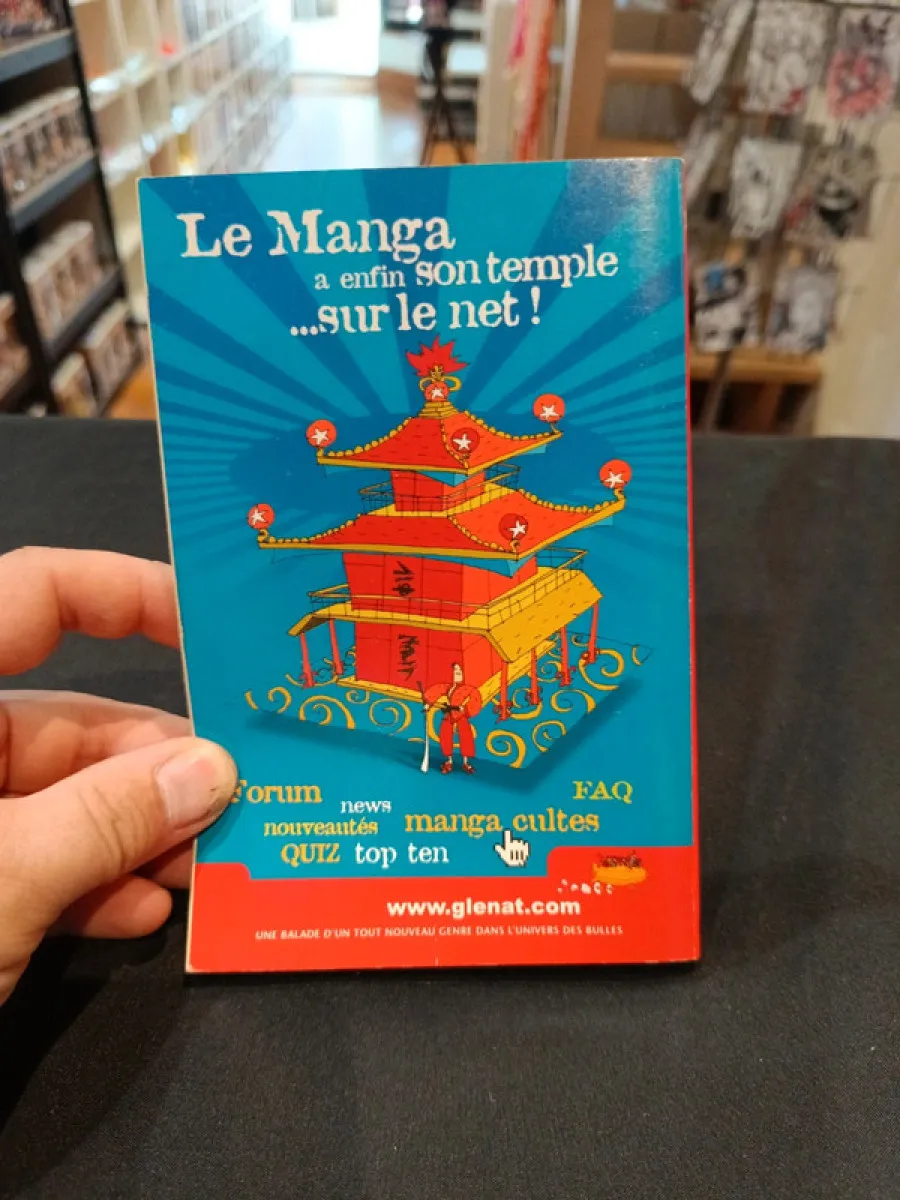 Le Manga
a enfin son temple
...sur le net !
Forum
news
FAQ
nouveautés
manga cultes
QUIZ
top ten
www.glenat.com
UNE BALADE D'UN TOUT NOUVEAU GENRE DANS L'UNIVERS DES BULLES